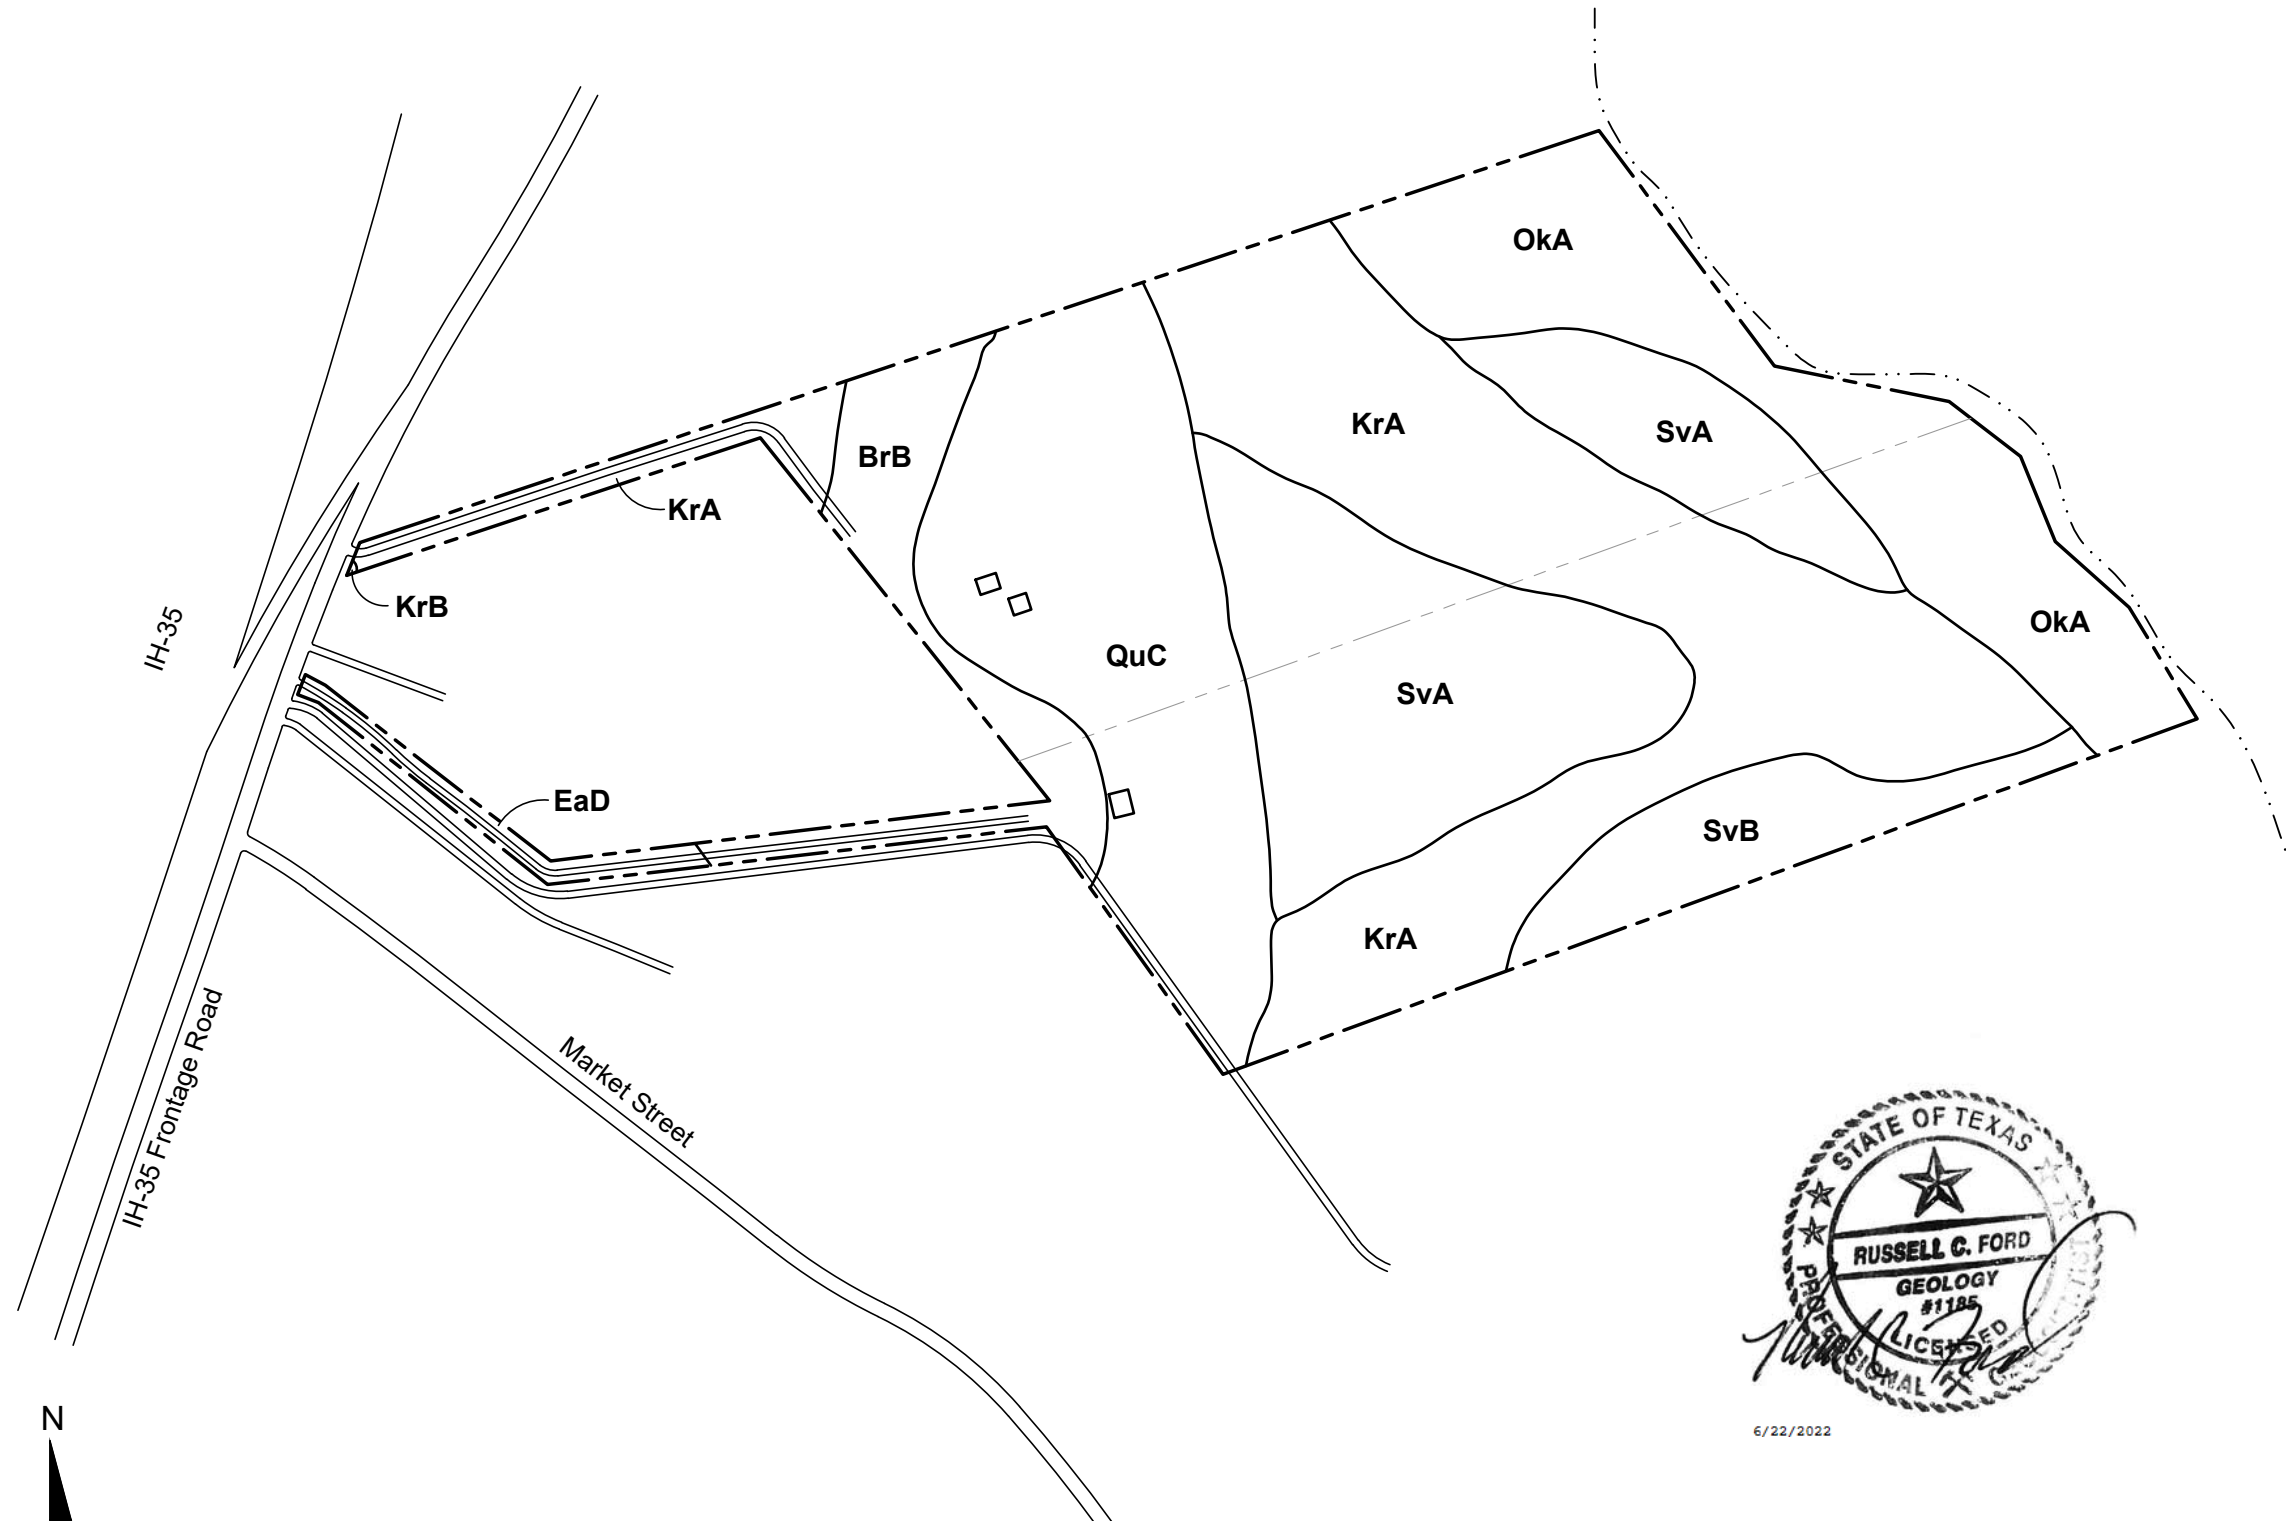 OkA
KrA
SvA
BrB
KrA
KrB
IH-35
OkA
QuC
SvA
EaD
SvB
KrA
IH-35 Frontage Road
Market Street
STATE OF TEXAS
RUSSELL C. FORD
GEOLOGY
#1185
LICENSED
PROFESSIONAL
N
6/22/2022